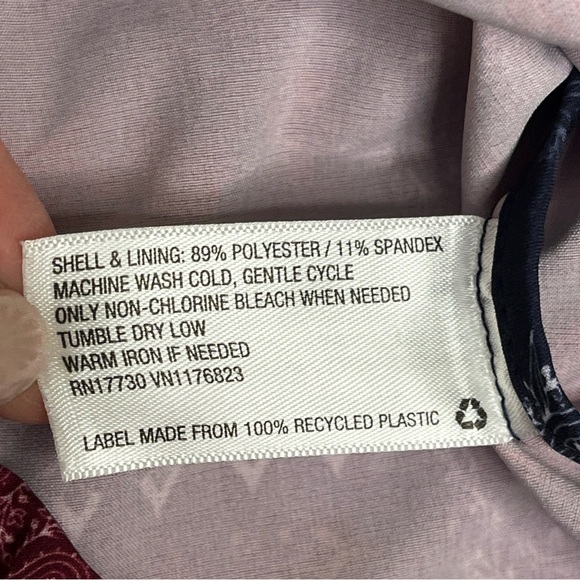 SHELL & LINING: 89% POLYESTER / 11% SPANDEX
MACHINE WASH COLD, GENTLE CYCLE
ONLY NON-CHLORINE BLEACH WHEN NEEDED
TUMBLE DRY LOW
WARM IRON IF NEEDED
RN17730 VN1176823
LABEL MADE FROM 100% RECYCLED PLASTIC